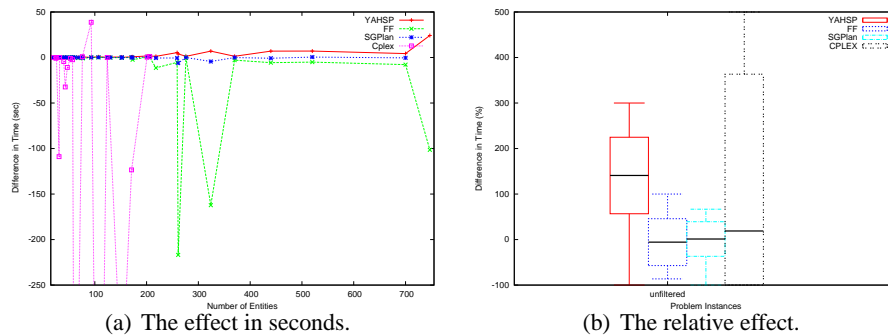 YAHSP
FF
SGPlan
Cplex
50
0
-50
-100
-150
-200
-250
Difference in Time (sec)
100 200 300 400 500 600 700
Number of Entities
(a) The effect in seconds.
YAHSP
FF
SGPlan
CPLEX
500
400
300
200
100
0
-100
Difference in Time (%)
unfiltered
Problem Instances
(b) The relative effect.